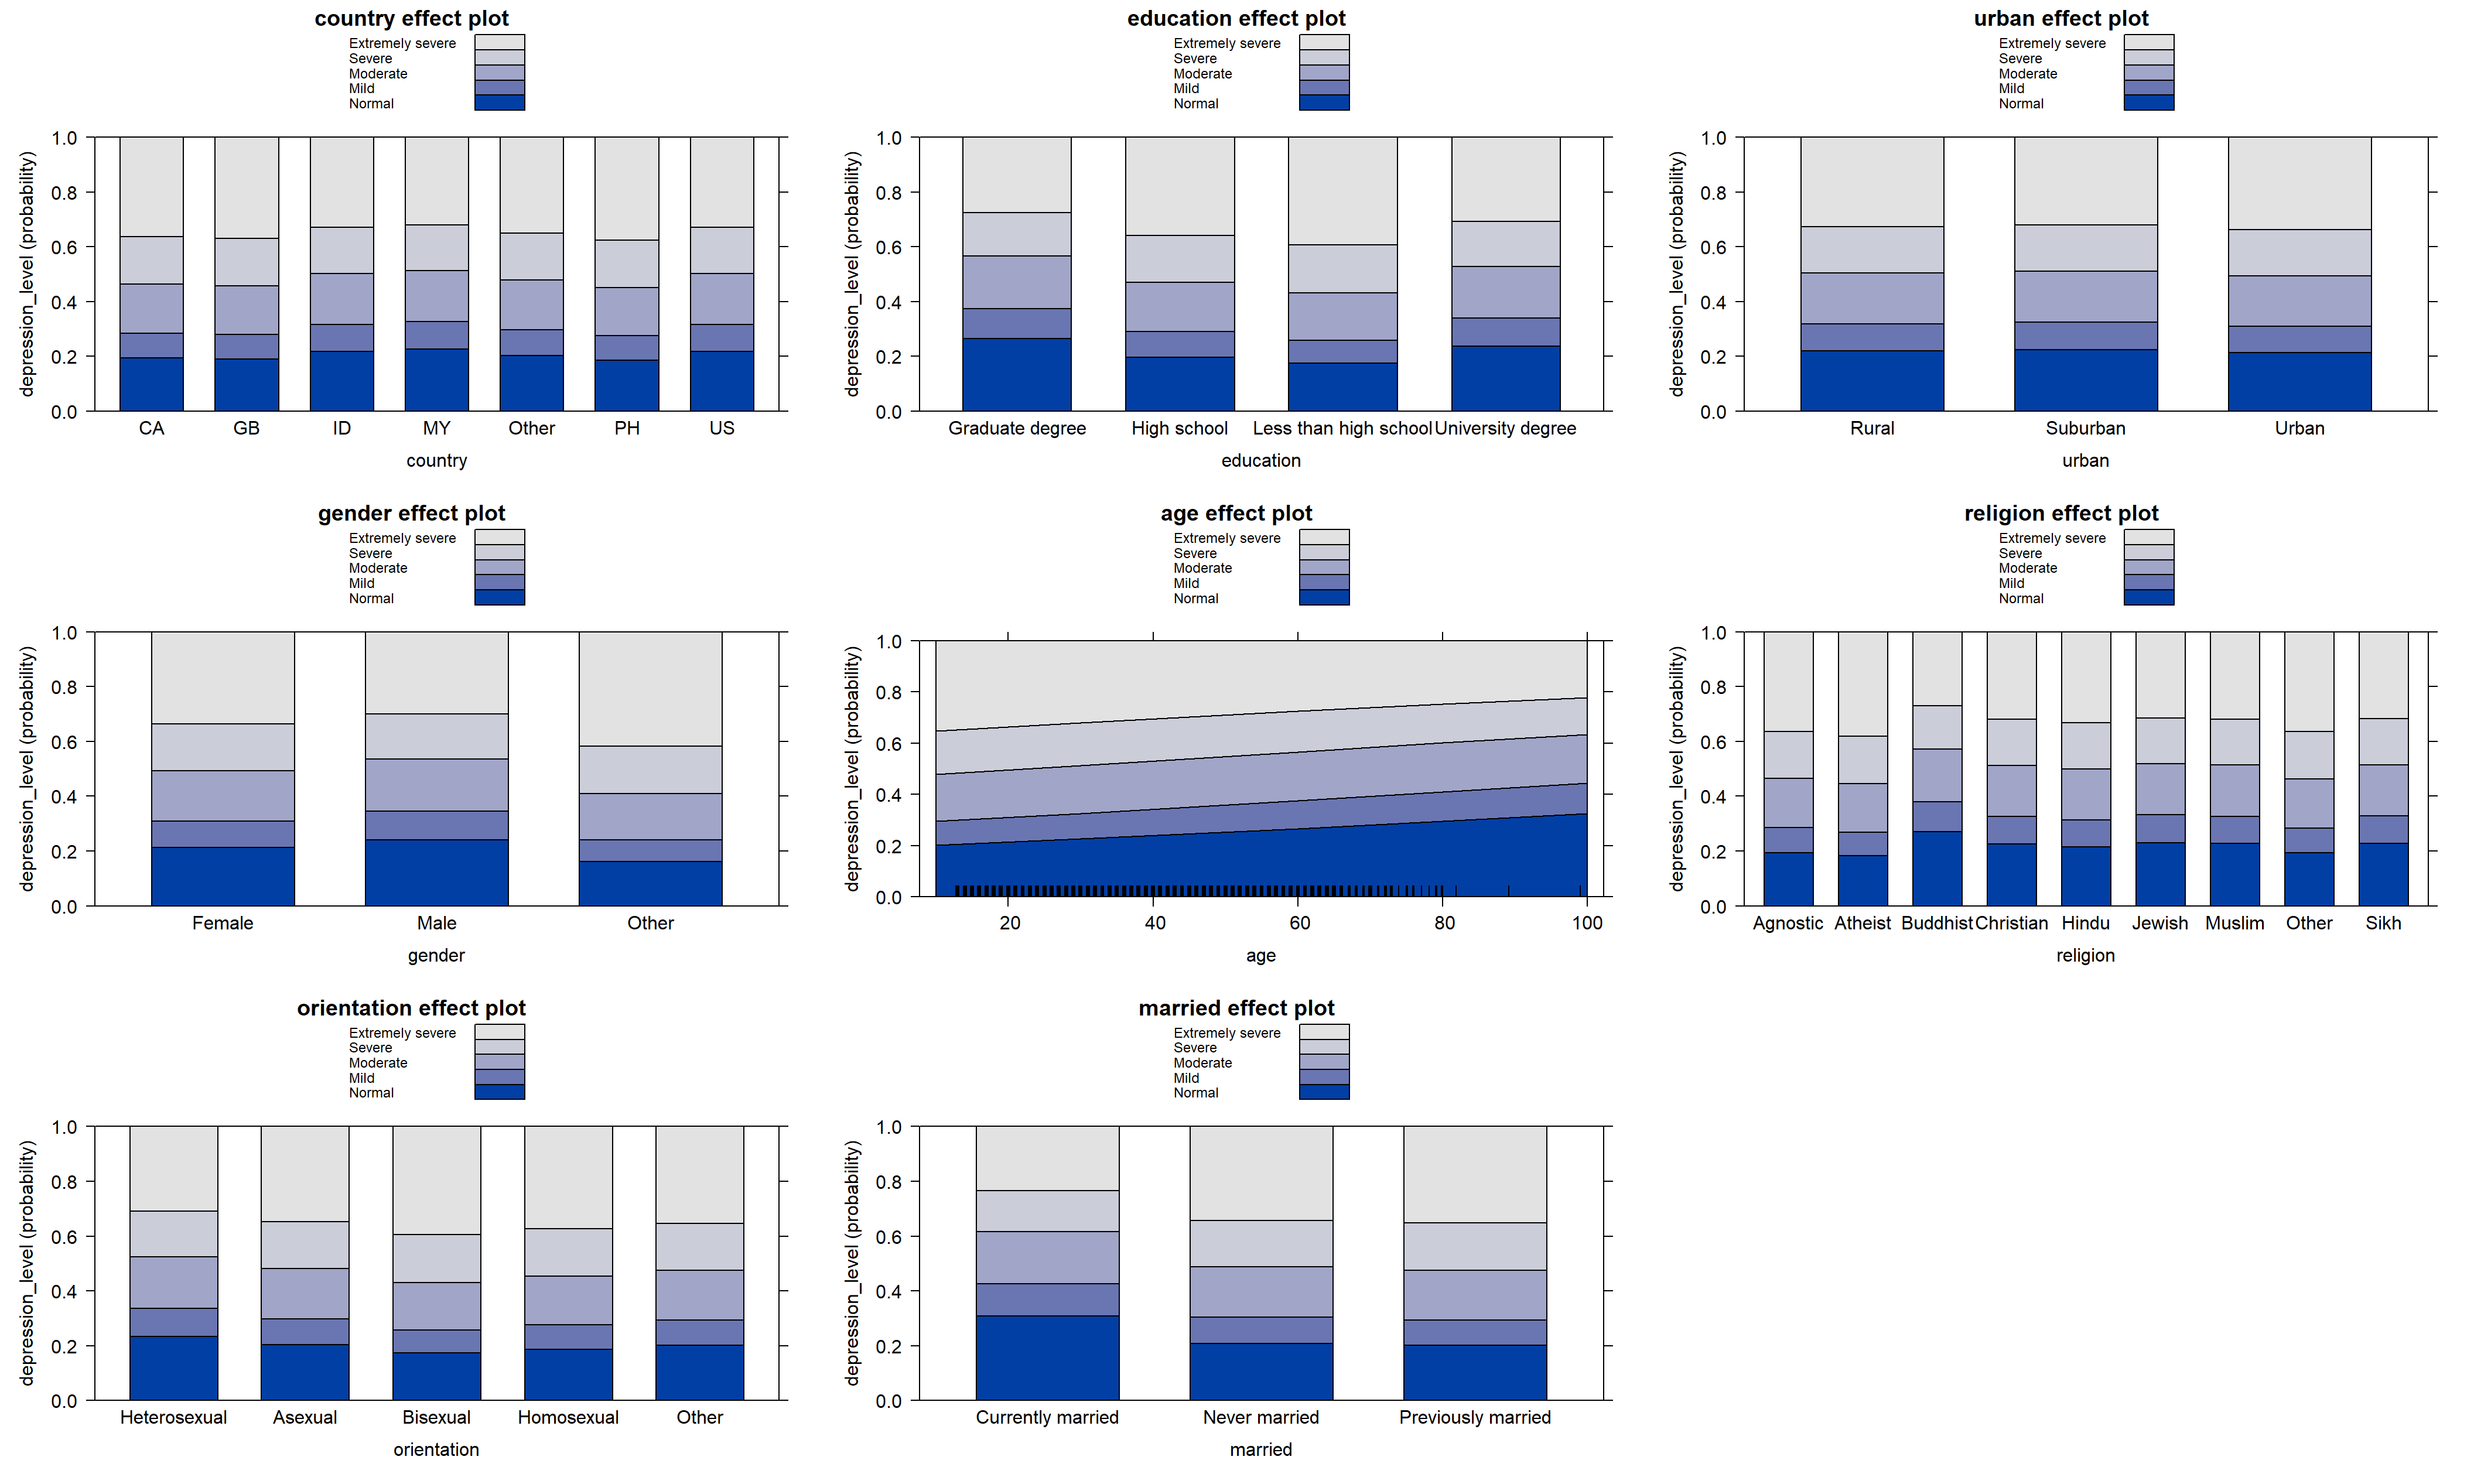 country effect plot
Extremely severe
Severe
Moderate
Mild
Normal
depression_level (probability)
1.0
0.8
0.6
0.4
0.2
0.0
CA GB ID MY Other PH US
country
education effect plot
Extremely severe
Severe
Moderate
Mild
Normal
depression_level (probability)
1.0
0.8
0.6
0.4
0.2
0.0
Graduate degree High school Less than high school University degree
education
urban effect plot
Extremely severe
Severe
Moderate
Mild
Normal
depression_level (probability)
1.0
0.8
0.6
0.4
0.2
0.0
Rural Suburban Urban
urban
gender effect plot
Extremely severe
Severe
Moderate
Mild
Normal
depression_level (probability)
1.0
0.8
0.6
0.4
0.2
0.0
Female Male Other
gender
age effect plot
Extremely severe
Severe
Moderate
Mild
Normal
depression_level (probability)
1.0
0.8
0.6
0.4
0.2
0.0
20 40 60 80 100
age
religion effect plot
Extremely severe
Severe
Moderate
Mild
Normal
depression_level (probability)
1.0
0.8
0.6
0.4
0.2
0.0
Agnostic Atheist Buddhist Christian Hindu Jewish Muslim Other Sikh
religion
orientation effect plot
Extremely severe
Severe
Moderate
Mild
Normal
depression_level (probability)
1.0
0.8
0.6
0.4
0.2
0.0
Heterosexual Asexual Bisexual Homosexual Other
orientation
married effect plot
Extremely severe
Severe
Moderate
Mild
Normal
depression_level (probability)
1.0
0.8
0.6
0.4
0.2
0.0
Currently married Never married Previously married
married